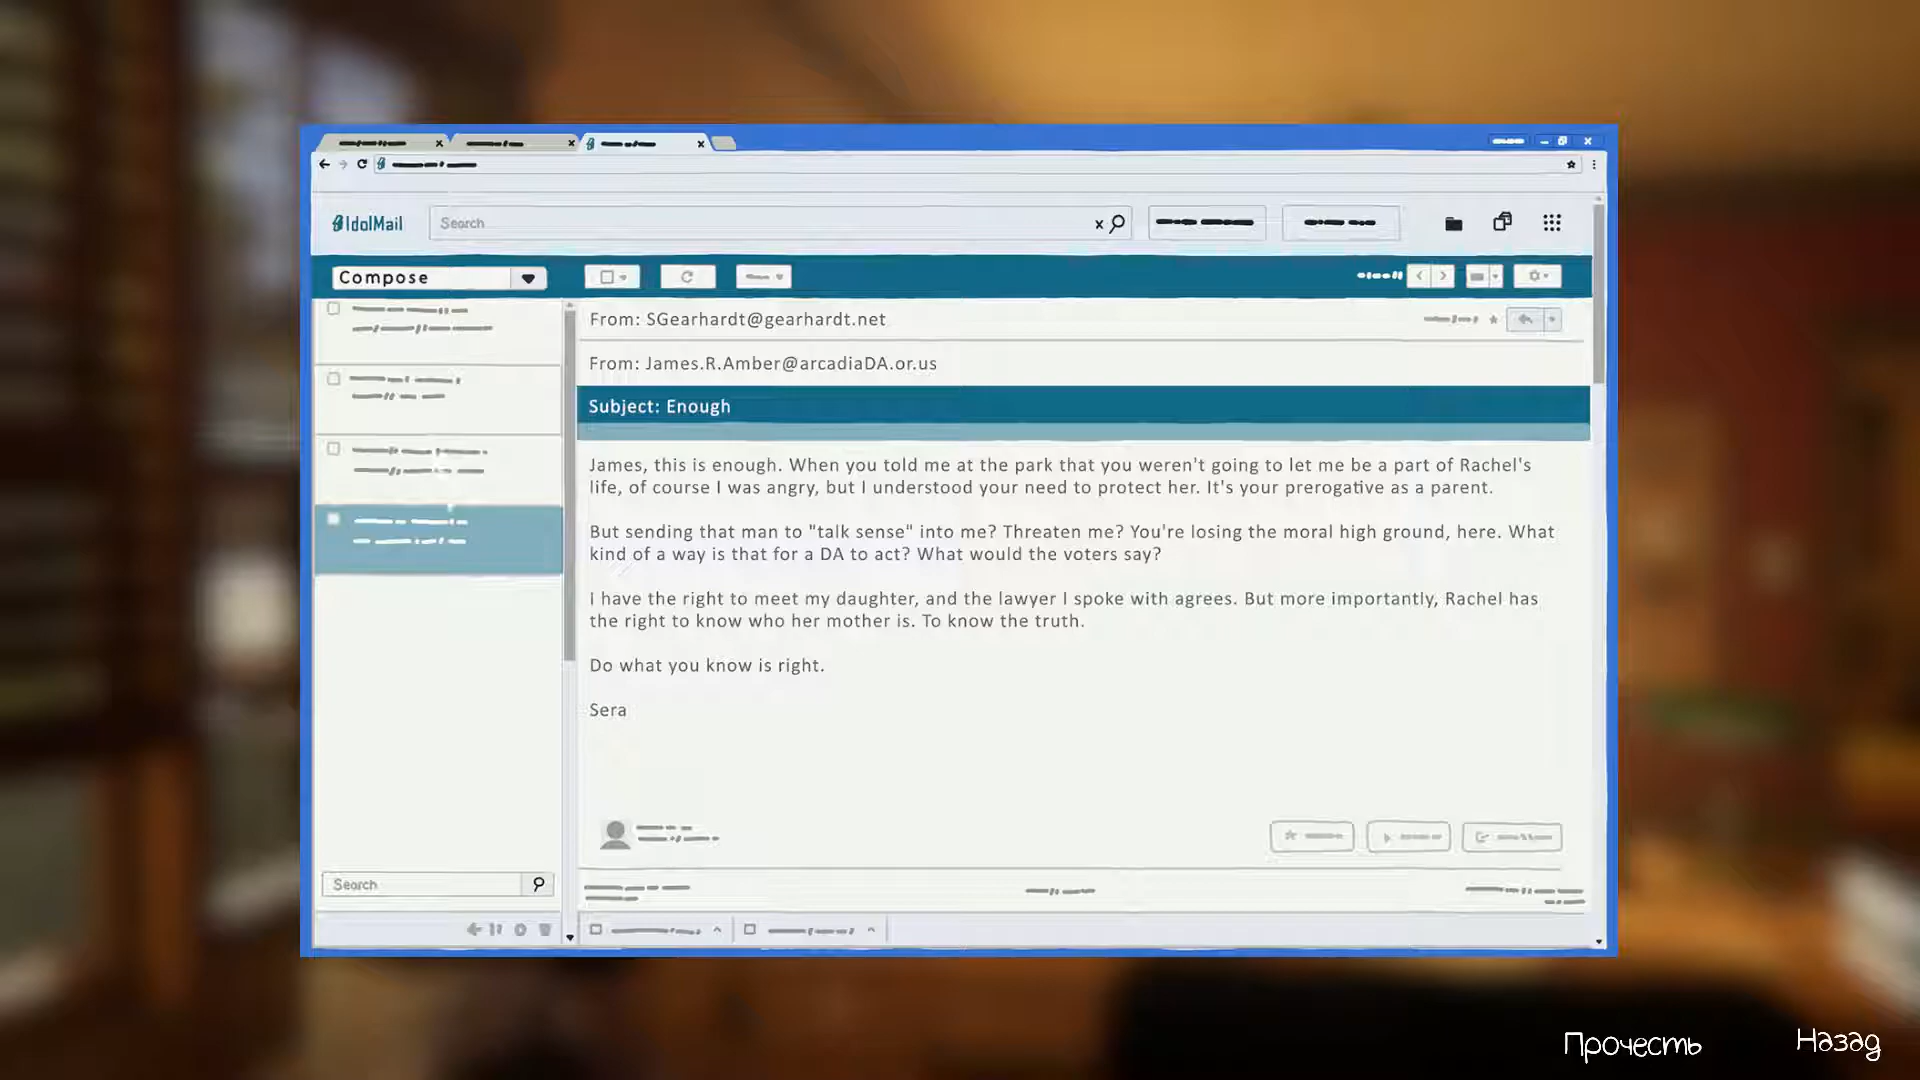 IdolMail
Search
Compose
From: SGearhardt@gearhardt.net
From: James.R.Amber@arcadiaDA.or.us
Subject: Enough
James, this is enough. When you told me at the park that you weren't going to let me be a part of Rachel's
life, of course I was angry, but I understood your need to protect her. It's your prerogative as a parent.
But sending that man to "talk sense" into me? Threaten me? You're losing the moral high ground, here. What
kind of a way is that for a DA to act? What would the voters say?
I have the right to meet my daughter, and the lawyer I spoke with agrees. But more importantly, Rachel has
the right to know who her mother is. To know the truth.
Do what you know is right.
Sera
Search
Прочесть
Назад